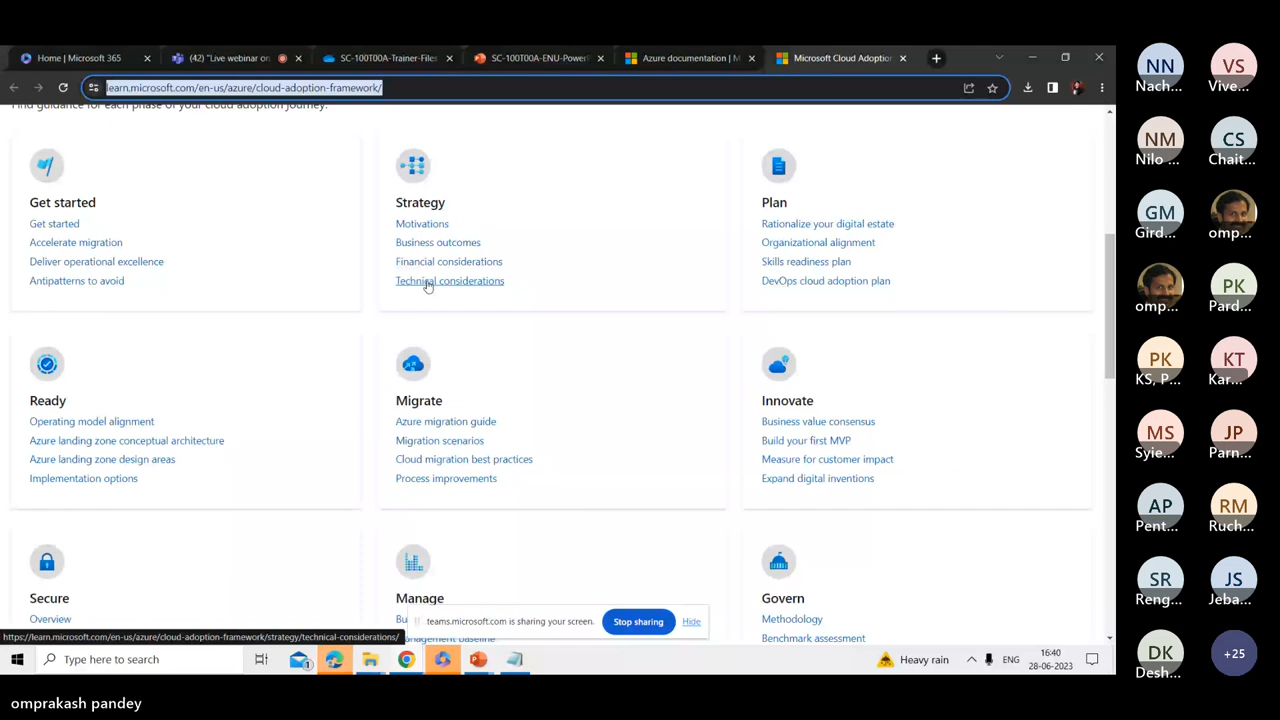 Home | Microsoft 365
(42) "Live webinar on
SC-100T00A-Trainer-Files
SC-100T00A-ENU-PowerP
Azure documentation | M
Microsoft Cloud Adoption
learn.microsoft.com/en-us/azure/cloud-adoption-framework/
Find guidance for each phase of your cloud adoption journey.
Get started
Get started
Accelerate migration
Deliver operational excellence
Antipatterns to avoid
Strategy
Motivations
Business outcomes
Financial considerations
Technical considerations
Plan
Rationalize your digital estate
Organizational alignment
Skills readiness plan
DevOps cloud adoption plan
Ready
Operating model alignment
Azure landing zone conceptual architecture
Azure landing zone design areas
Implementation options
Migrate
Azure migration guide
Migration scenarios
Cloud migration best practices
Process improvements
Innovate
Business value consensus
Build your first MVP
Measure for customer impact
Expand digital inventions
Secure
Overview
Manage
Govern
Methodology
Benchmark assessment
teams.microsoft.com is sharing your screen.
Stop sharing
Hide
https://learn.microsoft.com/en-us/azure/cloud-adoption-framework/strategy/technical-considerations/
Type here to search
1
Heavy rain
ENG
16:40
28-06-2023
NN
Nach...
VS
Vive...
NM
Nilo ...
CS
Chait...
GM
Gird...
omp...
omp...
PK
Pard...
PK
KS, P...
KT
Kar...
MS
Syie...
JP
Parn...
AP
Pent...
RM
Ruch...
SR
Reng...
JS
Jeba...
DK
Desh...
+25
omprakash pandey